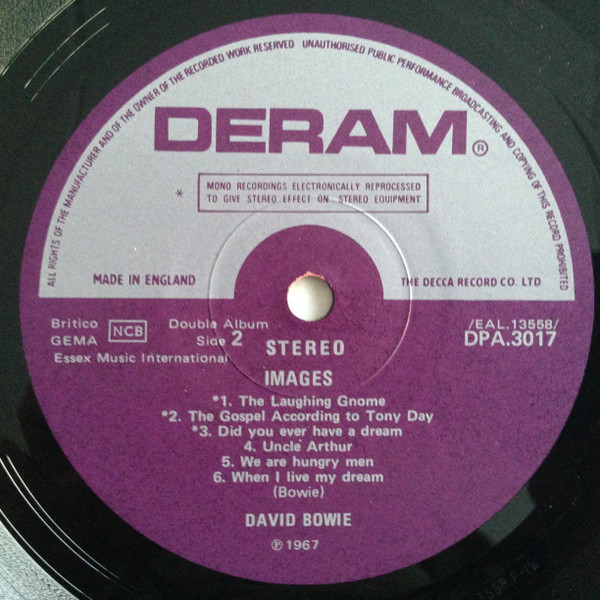 ALL RIGHTS OF THE MANUFACTURER AND OF THE OWNER OF THE RECORDED WORK RESERVED UNAUTHORISED PUBLIC PERFORMANCE BROADCASTING AND COPYING OF THIS RECORD PROHIBITED
DERAM®
* MONO RECORDINGS ELECTRONICALLY REPROCESSED
TO GIVE STEREO EFFECT ON STEREO EQUIPMENT
MADE IN ENGLAND THE DECCA RECORD CO. LTD
Britico NCB Double Album /EAL.13558/
GEMA Side 2 DPA.3017
Essex Music International
STEREO
IMAGES
*1. The Laughing Gnome
*2. The Gospel According to Tony Day
*3. Did you ever have a dream
4. Uncle Arthur
5. We are hungry men
6. When I live my dream
(Bowie)
DAVID BOWIE
℗ 1967